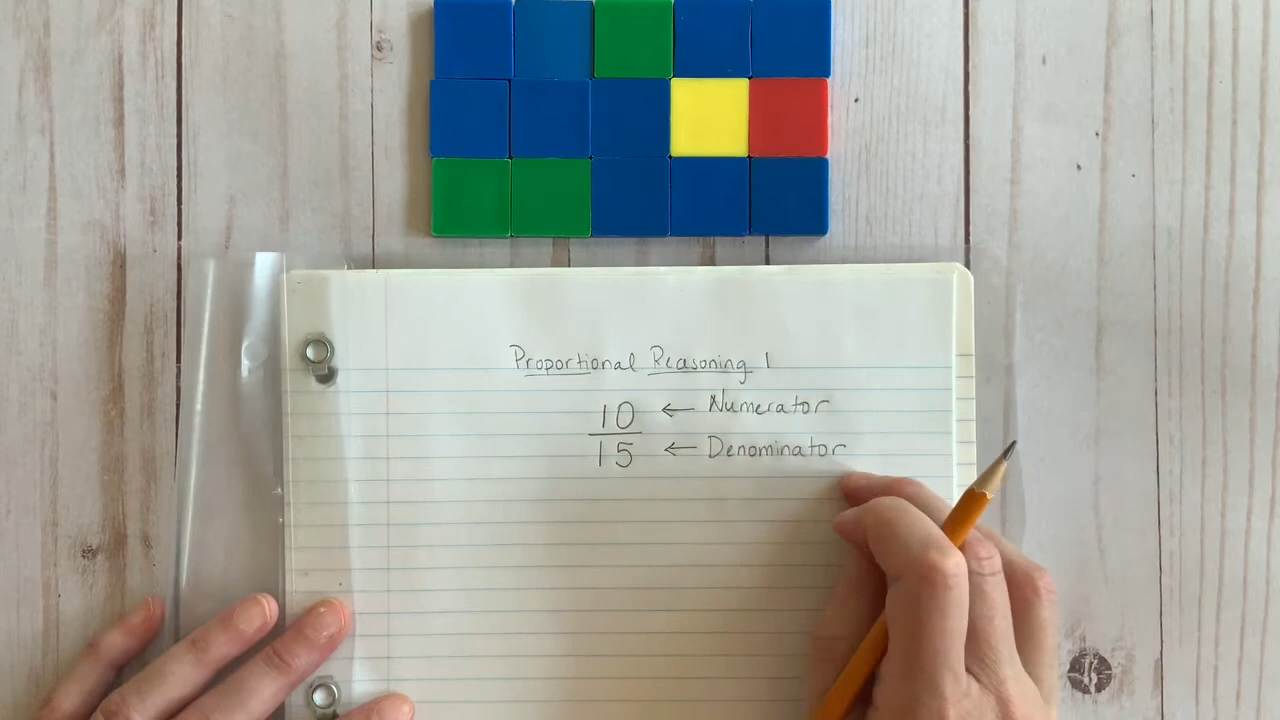 Proportional Reasoning 1
10 ← Numerator
15 ← Denominator